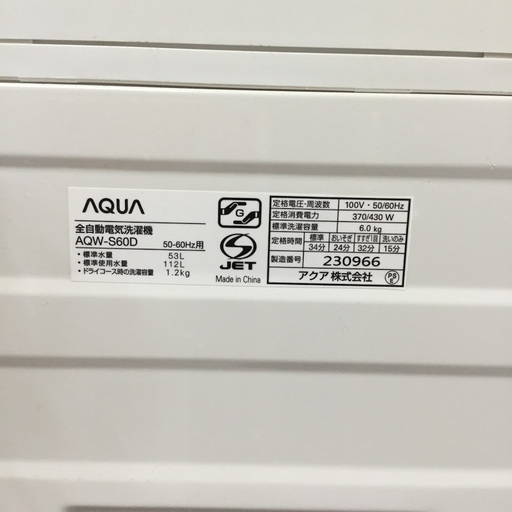 AQUA
全自動電気洗濯機
AQW-S60D 50-60Hz用
・標準水量 53L
・標準使用水量 112L
・ドライコース時の洗濯容量 1.2kg
G
S
JET
Made in China
定格電圧・周波数 100V・50/60Hz
定格消費電力 370/430 W
標準洗濯容量 6.0 kg
定格時間 標準 おいそぎ すすぎ1回 洗いのみ
34分 24分 32分 15分
製造番号 230966
アクア株式会社
PS
E